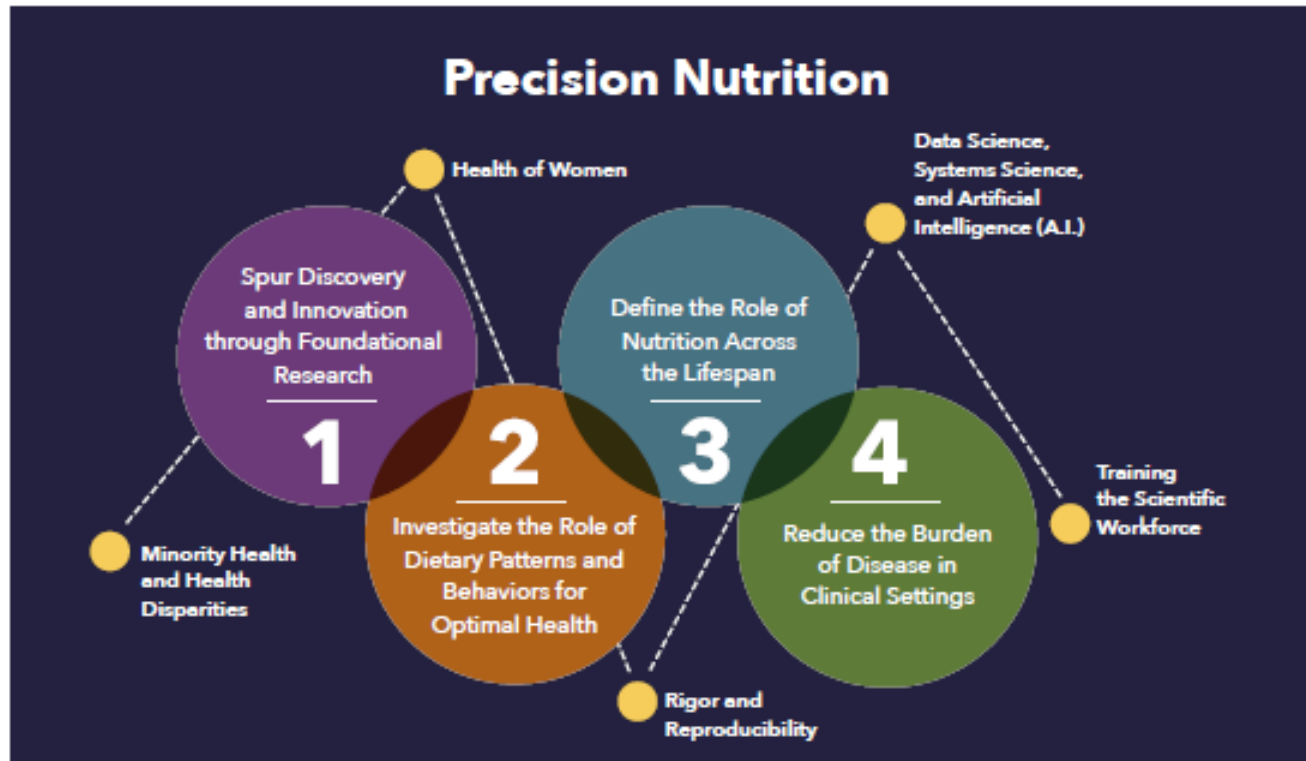 Precision Nutrition
Health of Women
Data Science,
Systems Science,
and Artificial
Intelligence (A.I.)
Spur Discovery
and Innovation
through Foundational
Research
1
2
Investigate the Role of
Dietary Patterns and
Behaviors for
Optimal Health
Define the Role of
Nutrition Across
the Lifespan
3
4
Reduce the Burden
of Disease in
Clinical Settings
Training
the Scientific
Workforce
Minority Health
and Health
Disparities
Rigor and
Reproducibility